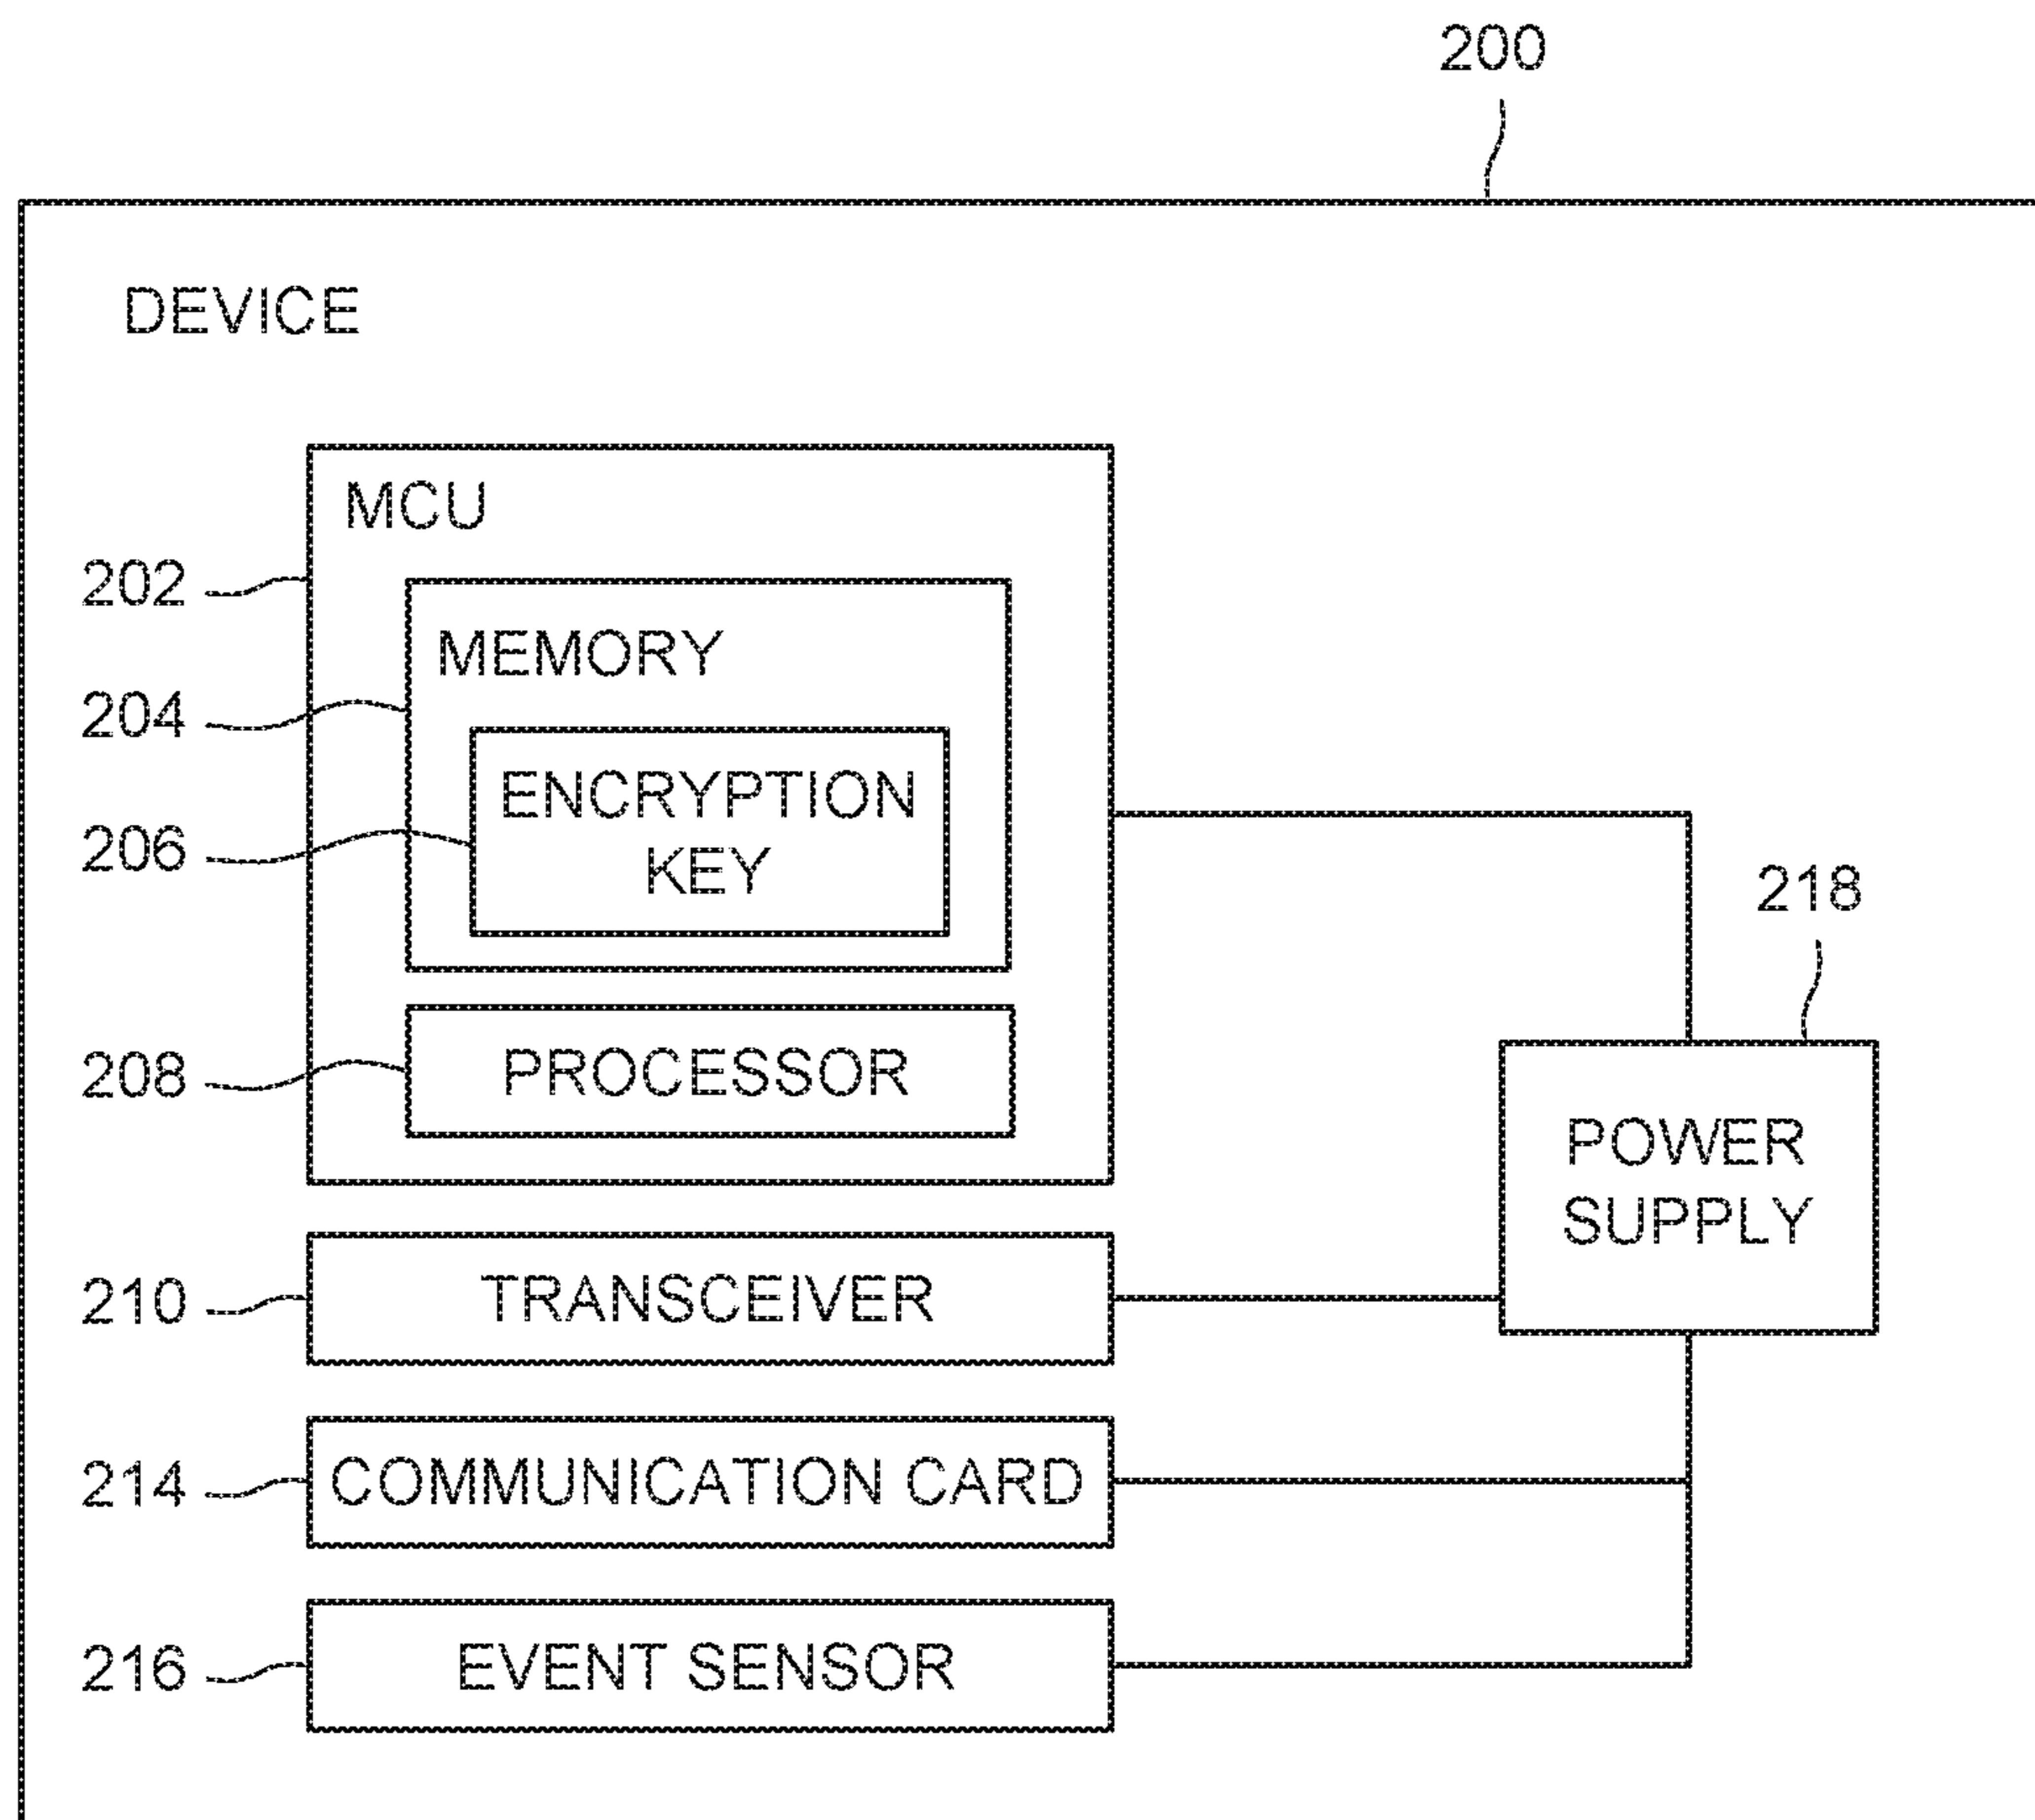 200
DEVICE
MCU
202
MEMORY
204
ENCRYPTION
KEY
206
218
208
PROCESSOR
POWER
SUPPLY
210
TRANSCEIVER
214
COMMUNICATION CARD
216
EVENT SENSOR